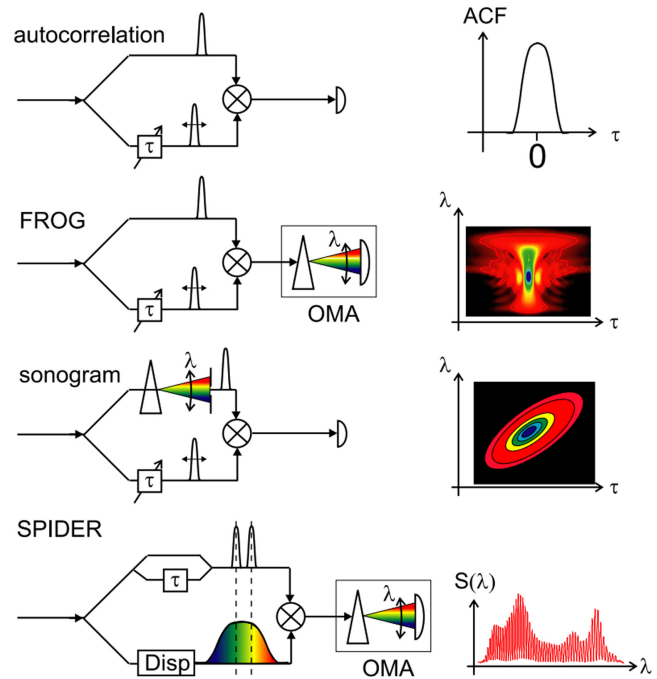 autocorrelation
τ
ACF
τ
0
FROG
τ
λ
OMA
λ
τ
sonogram
λ
τ
λ
τ
SPIDER
τ
Disp
λ
OMA
S(λ)
λ